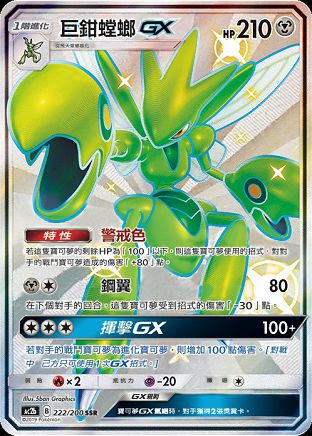 1階進化 巨鉗螳螂GX HP210
從飛天螳螂進化
特性 警戒色
若這隻寶可夢的剩餘HP為「100」以下，則這隻寶可夢使用的招式，對對
手的戰鬥寶可夢造成的傷害「+80」點。
鋼翼 80
在下個對手的回合，這隻寶可夢受到招式的傷害「-30」點。
揮擊GX 100+
若對手的戰鬥寶可夢為進化寶可夢，則增加100點傷害。[對戰
中，己方只可使用1次GX招式。]
弱點 ×2 抵抗力 -20 撤退
Illus.5ban Graphics GX規則
SC2b B 222/200 SSR 寶可夢GX氣絕時，對手獲得2張獎賞卡。
©2019 Pokémon